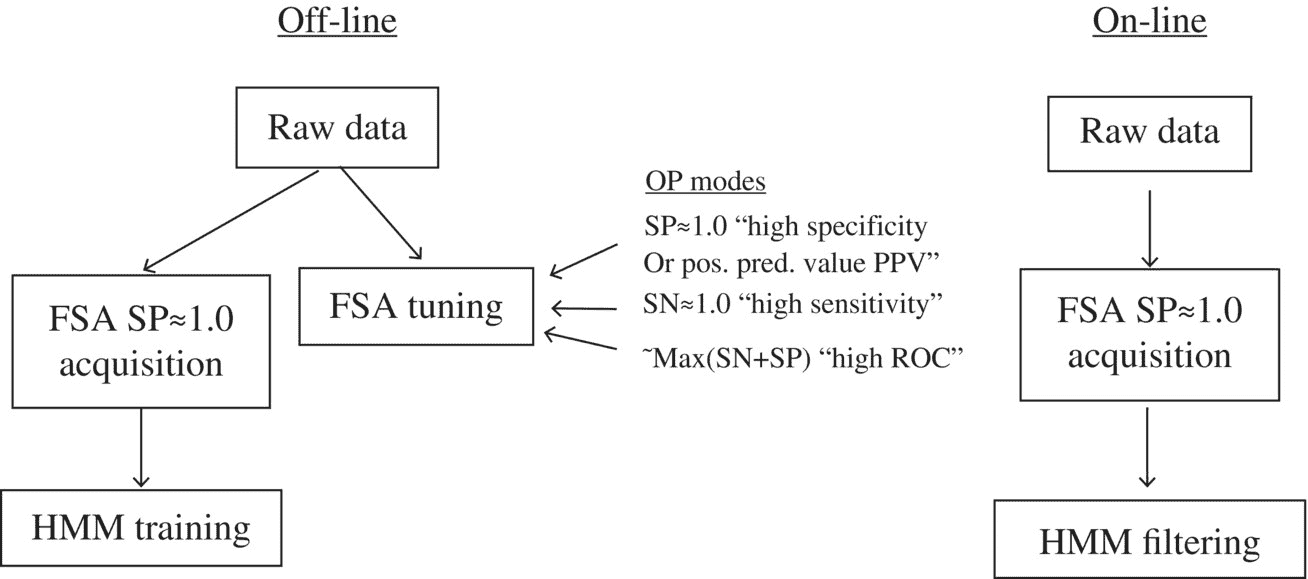 Off-line
Raw data
FSA SP≈1.0
acquisition
HMM training
FSA tuning
OP modes
SP≈1.0 “high specificity
Or pos. pred. value PPV”
SN≈1.0 “high sensitivity”
~Max(SN+SP) “high ROC”
On-line
Raw data
FSA SP≈1.0
acquisition
HMM filtering